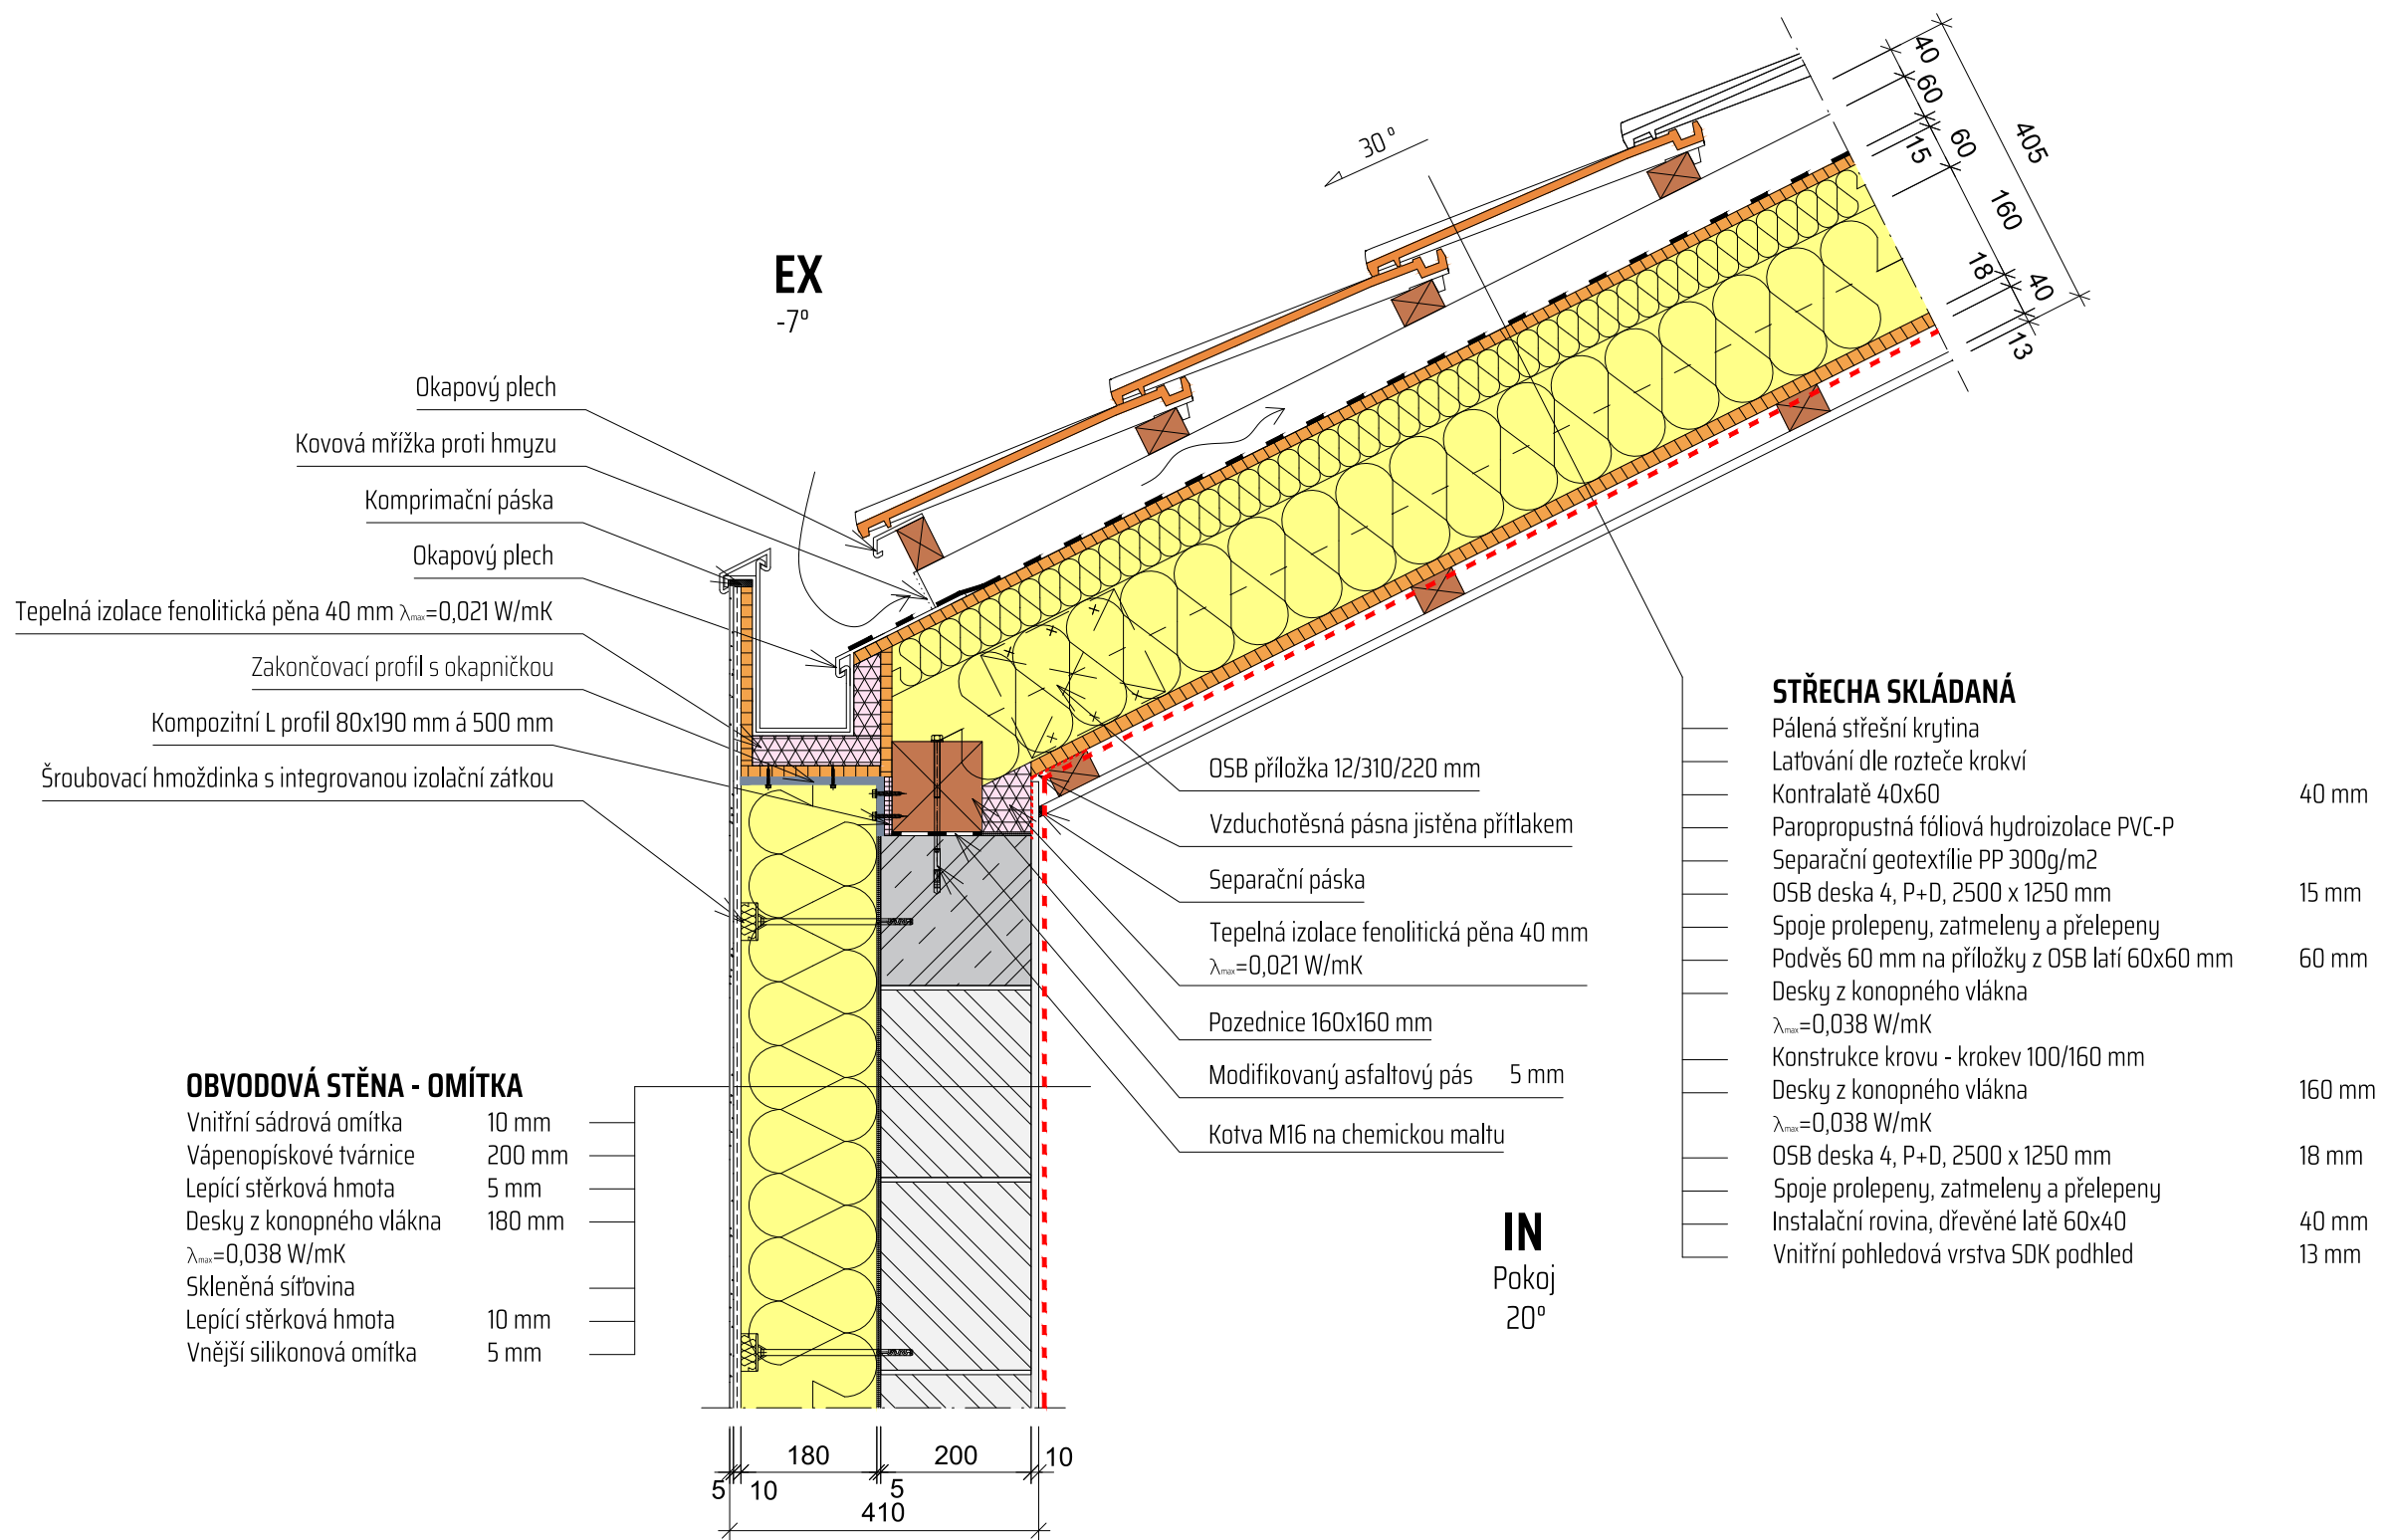 40
60
405
15
60
160
18
40
13
30º
EX
-7º
Okapový plech
Kovová mřížka proti hmyzu
Komprimační páska
Okapový plech
Tepelná izolace fenolitická pěna 40 mm λmax=0,021 W/mK
Zakončovací profil s okapničkou
Kompozitní L profil 80x190 mm á 500 mm
Šroubovací hmoždinka s integrovanou izolační zátkou
OSB příložka 12/310/220 mm
Vzduchotěsná pásna jistěna přítlakem
Separační páska
Tepelná izolace fenolitická pěna 40 mm
λmax=0,021 W/mK
Pozednice 160x160 mm
Modifikovaný asfaltový pás 5 mm
Kotva M16 na chemickou maltu
IN
Pokoj
20º
STŘECHA SKLÁDANÁ
Pálená střešní krytina
Laťování dle rozteče krokví
Kontralatě 40x60 40 mm
Paropropustná fóliová hydroizolace PVC-P
Separační geotextílie PP 300g/m2
OSB deska 4, P+D, 2500 x 1250 mm 15 mm
Spoje prolepeny, zatmeleny a přelepeny
Podvěs 60 mm na příložky z OSB latí 60x60 mm 60 mm
Desky z konopného vlákna
λmax=0,038 W/mK
Konstrukce krovu - krokev 100/160 mm
Desky z konopného vlákna 160 mm
λmax=0,038 W/mK
OSB deska 4, P+D, 2500 x 1250 mm 18 mm
Spoje prolepeny, zatmeleny a přelepeny
Instalační rovina, dřevěné latě 60x40 40 mm
Vnitřní pohledová vrstva SDK podhled 13 mm
OBVODOVÁ STĚNA - OMÍTKA
Vnitřní sádrová omítka 10 mm
Vápenopískové tvárnice 200 mm
Lepící stěrková hmota 5 mm
Desky z konopného vlákna 180 mm
λmax=0,038 W/mK
Skleněná síťovina
Lepící stěrková hmota 10 mm
Vnější silikonová omítka 5 mm
180 200 10
5 10 5
410